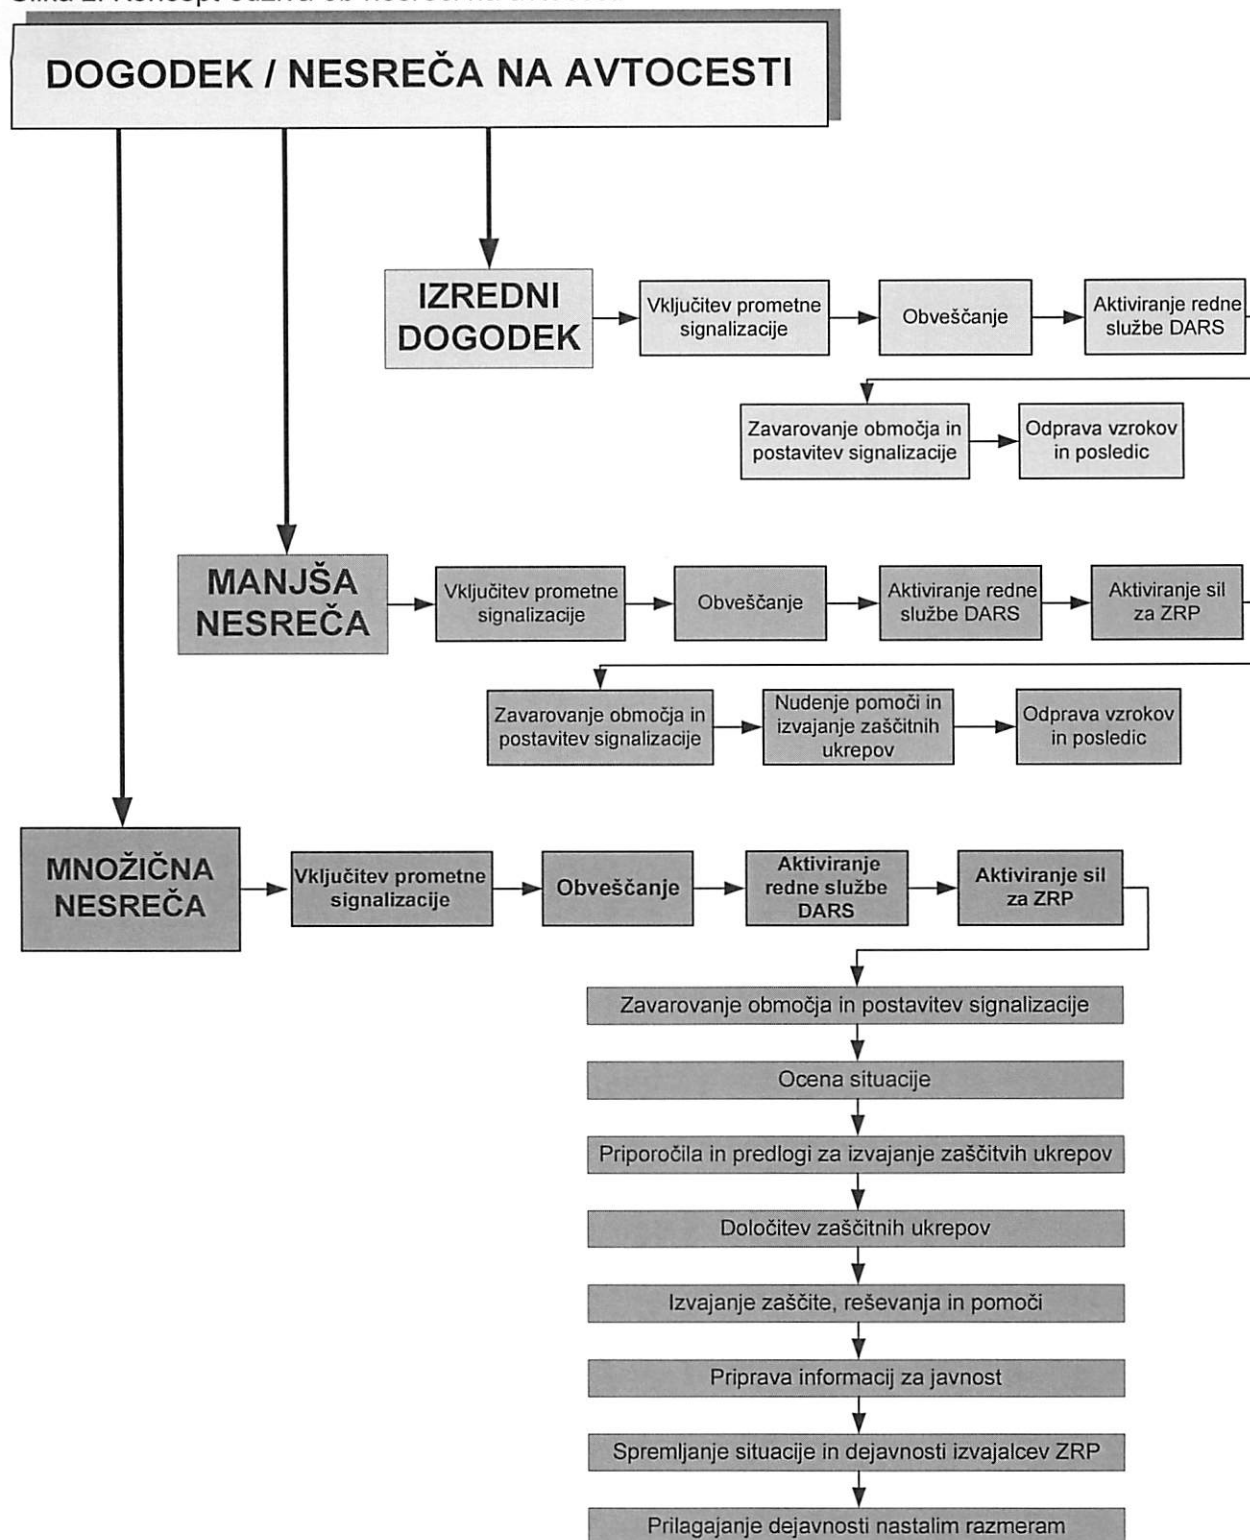 DOGODEK / NESREČA NA AVTOCESTI
IZREDNI
DOGODEK
Vključitev prometne
signalizacije
Obveščanje
Aktiviranje redne
službe DARS
Zavarovanje območja in
postavitev signalizacije
Odprava vzrokov
in posledic
MANJŠA
NESREČA
Vključitev prometne
signalizacije
Obveščanje
Aktiviranje redne
službe DARS
Aktiviranje sil
za ZRP
Zavarovanje območja in
postavitev signalizacije
Nudenje pomoči in
izvajanje zaščitnih
ukrepov
Odprava vzrokov
in posledic
MNOŽIČNA
NESREČA
Vključitev prometne
signalizacije
Obveščanje
Aktiviranje
redne službe
DARS
Aktiviranje sil
za ZRP
Zavarovanje območja in postavitev signalizacije
Ocena situacije
Priporočila in predlogi za izvajanje zaščitvih ukrepov
Določitev zaščitnih ukrepov
Izvajanje zaščite, reševanja in pomoči
Priprava informacij za javnost
Spremljanje situacije in dejavnosti izvajalcev ZRP
Prilagajanje dejavnosti nastalim razmeram